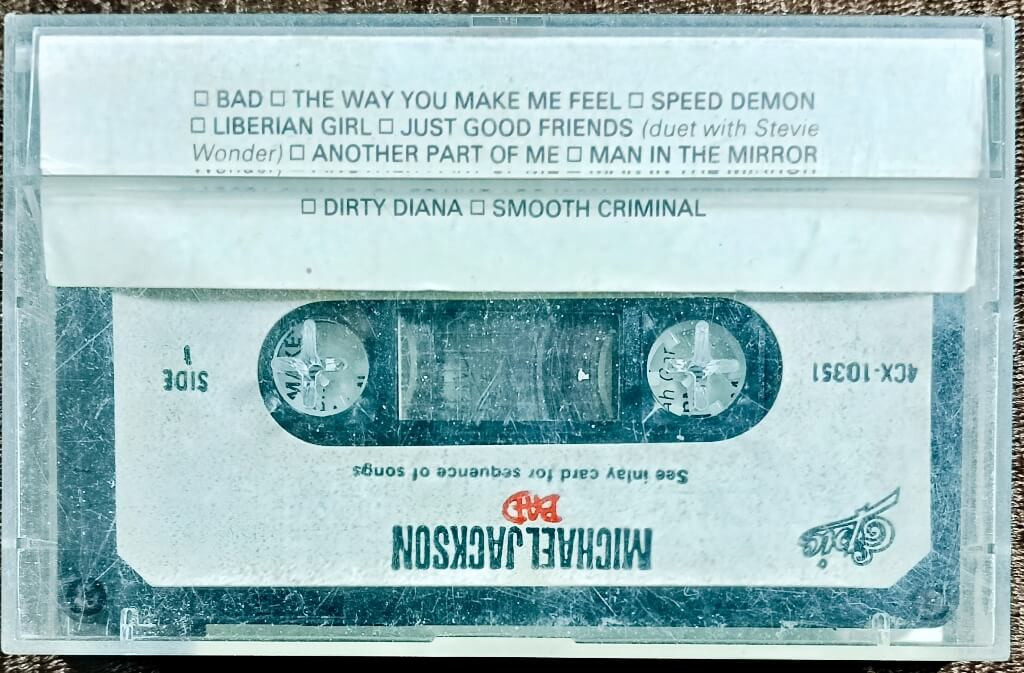 □ BAD □ THE WAY YOU MAKE ME FEEL □ SPEED DEMON
□ LIBERIAN GIRL □ JUST GOOD FRIENDS (duet with Stevie
Wonder) □ ANOTHER PART OF ME □ MAN IN THE MIRROR
□ DIRTY DIANA □ SMOOTH CRIMINAL
SIDE
1
4CX-10351
See inlay card for sequence of songs
BAD
MICHAEL JACKSON
Epic